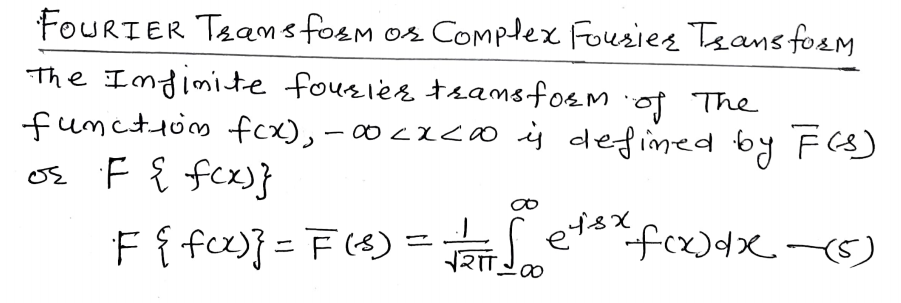 FOURIER Transform or Complex Fourier Transform
The Infinite fourier transform of The
function f(x), -∞<x<∞ is defined by F̅(s)
or F { f(x)}
F { f(x)} = F̅(s) = 1/√2π ∫_{-∞}^{∞} e^{isx} f(x)dx —(5)